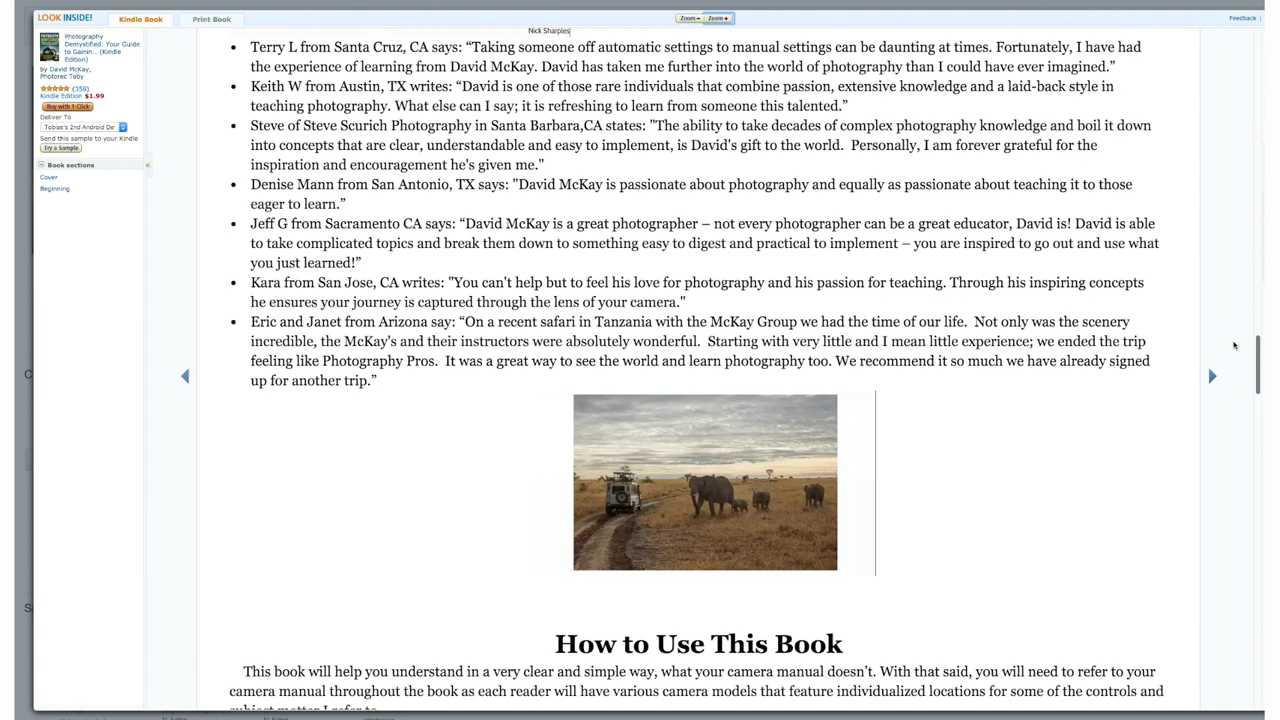 LOOK INSIDE!
Kindle Book
Print Book
Zoom -
Zoom +
Feedback
Photography
Demystified: Your Guide
to Gainin... (Kindle
Edition)
by David McKay,
Photorec Toby
(358)
Kindle Edition $1.99
Buy with 1-Click
Deliver To
Tobias's 2nd Android De
Send this sample to your Kindle
Try a Sample
Book sections
Cover
Beginning
Nick Sharples
• Terry L from Santa Cruz, CA says: “Taking someone off automatic settings to manual settings can be daunting at times. Fortunately, I have had
the experience of learning from David McKay. David has taken me further into the world of photography than I could have ever imagined.”
• Keith W from Austin, TX writes: “David is one of those rare individuals that combine passion, extensive knowledge and a laid-back style in
teaching photography. What else can I say; it is refreshing to learn from someone this talented.”
• Steve of Steve Scurich Photography in Santa Barbara,CA states: "The ability to take decades of complex photography knowledge and boil it down
into concepts that are clear, understandable and easy to implement, is David's gift to the world. Personally, I am forever grateful for the
inspiration and encouragement he's given me."
• Denise Mann from San Antonio, TX says: "David McKay is passionate about photography and equally as passionate about teaching it to those
eager to learn.”
• Jeff G from Sacramento CA says: “David McKay is a great photographer – not every photographer can be a great educator, David is! David is able
to take complicated topics and break them down to something easy to digest and practical to implement – you are inspired to go out and use what
you just learned!”
• Kara from San Jose, CA writes: "You can't help but to feel his love for photography and his passion for teaching. Through his inspiring concepts
he ensures your journey is captured through the lens of your camera."
• Eric and Janet from Arizona say: “On a recent safari in Tanzania with the McKay Group we had the time of our life. Not only was the scenery
incredible, the McKay's and their instructors were absolutely wonderful. Starting with very little and I mean little experience; we ended the trip
feeling like Photography Pros. It was a great way to see the world and learn photography too. We recommend it so much we have already signed
up for another trip.”
How to Use This Book
This book will help you understand in a very clear and simple way, what your camera manual doesn’t. With that said, you will need to refer to your
camera manual throughout the book as each reader will have various camera models that feature individualized locations for some of the controls and
subject matter I refer to.